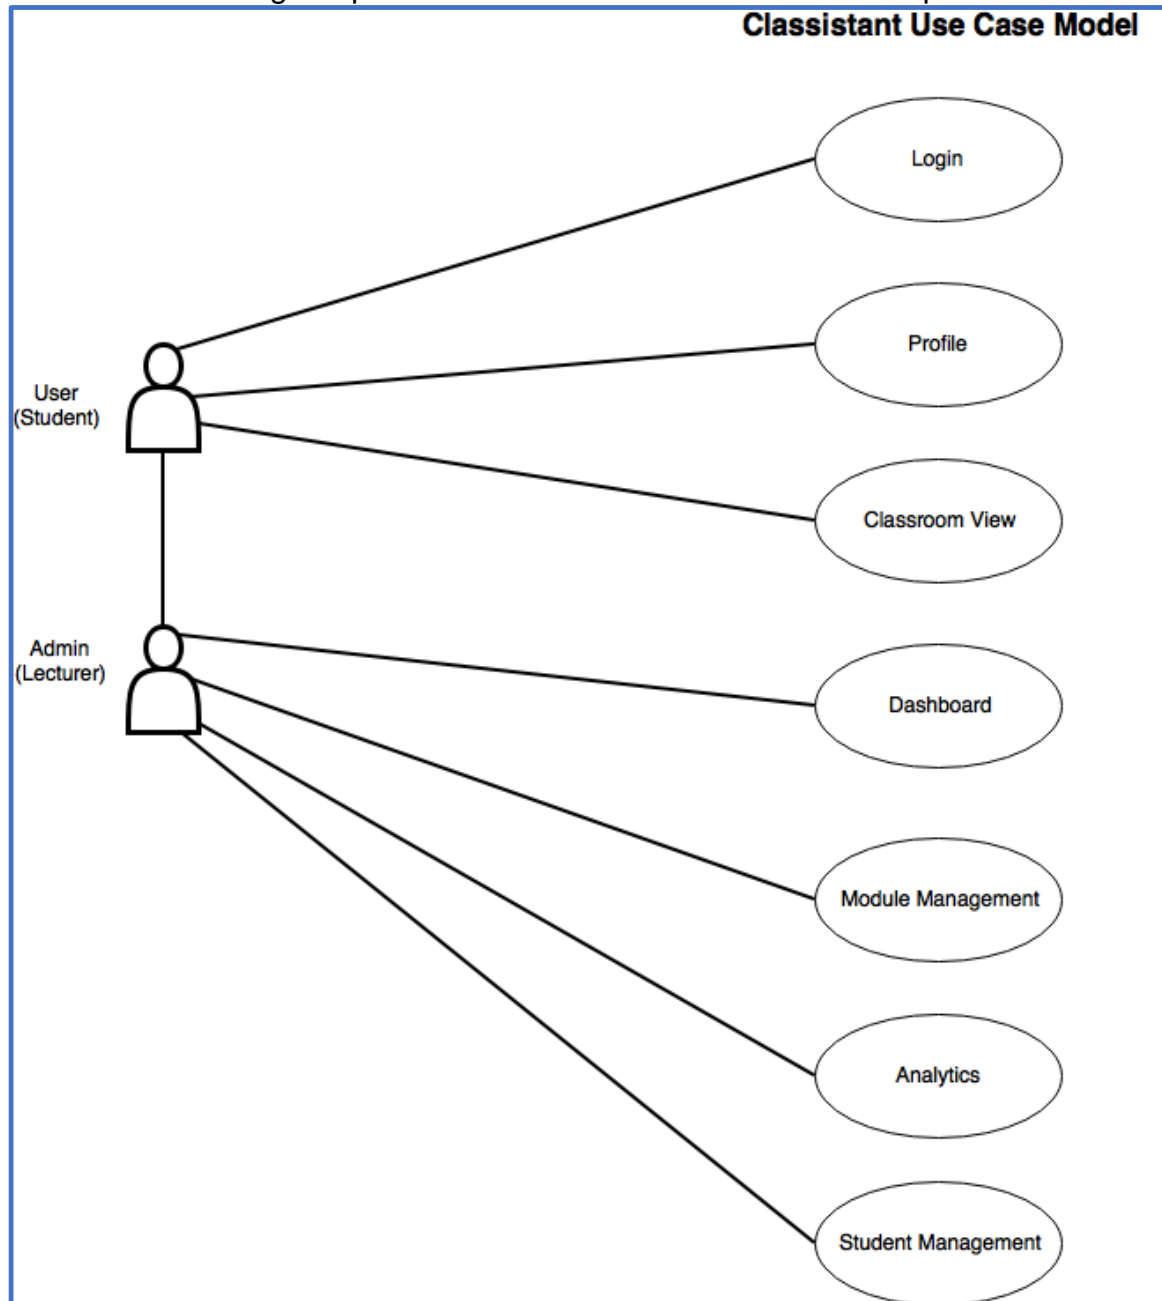 Classistant Use Case Model
Login
Profile
User
(Student)
Classroom View
Admin
(Lecturer)
Dashboard
Module Management
Analytics
Student Management